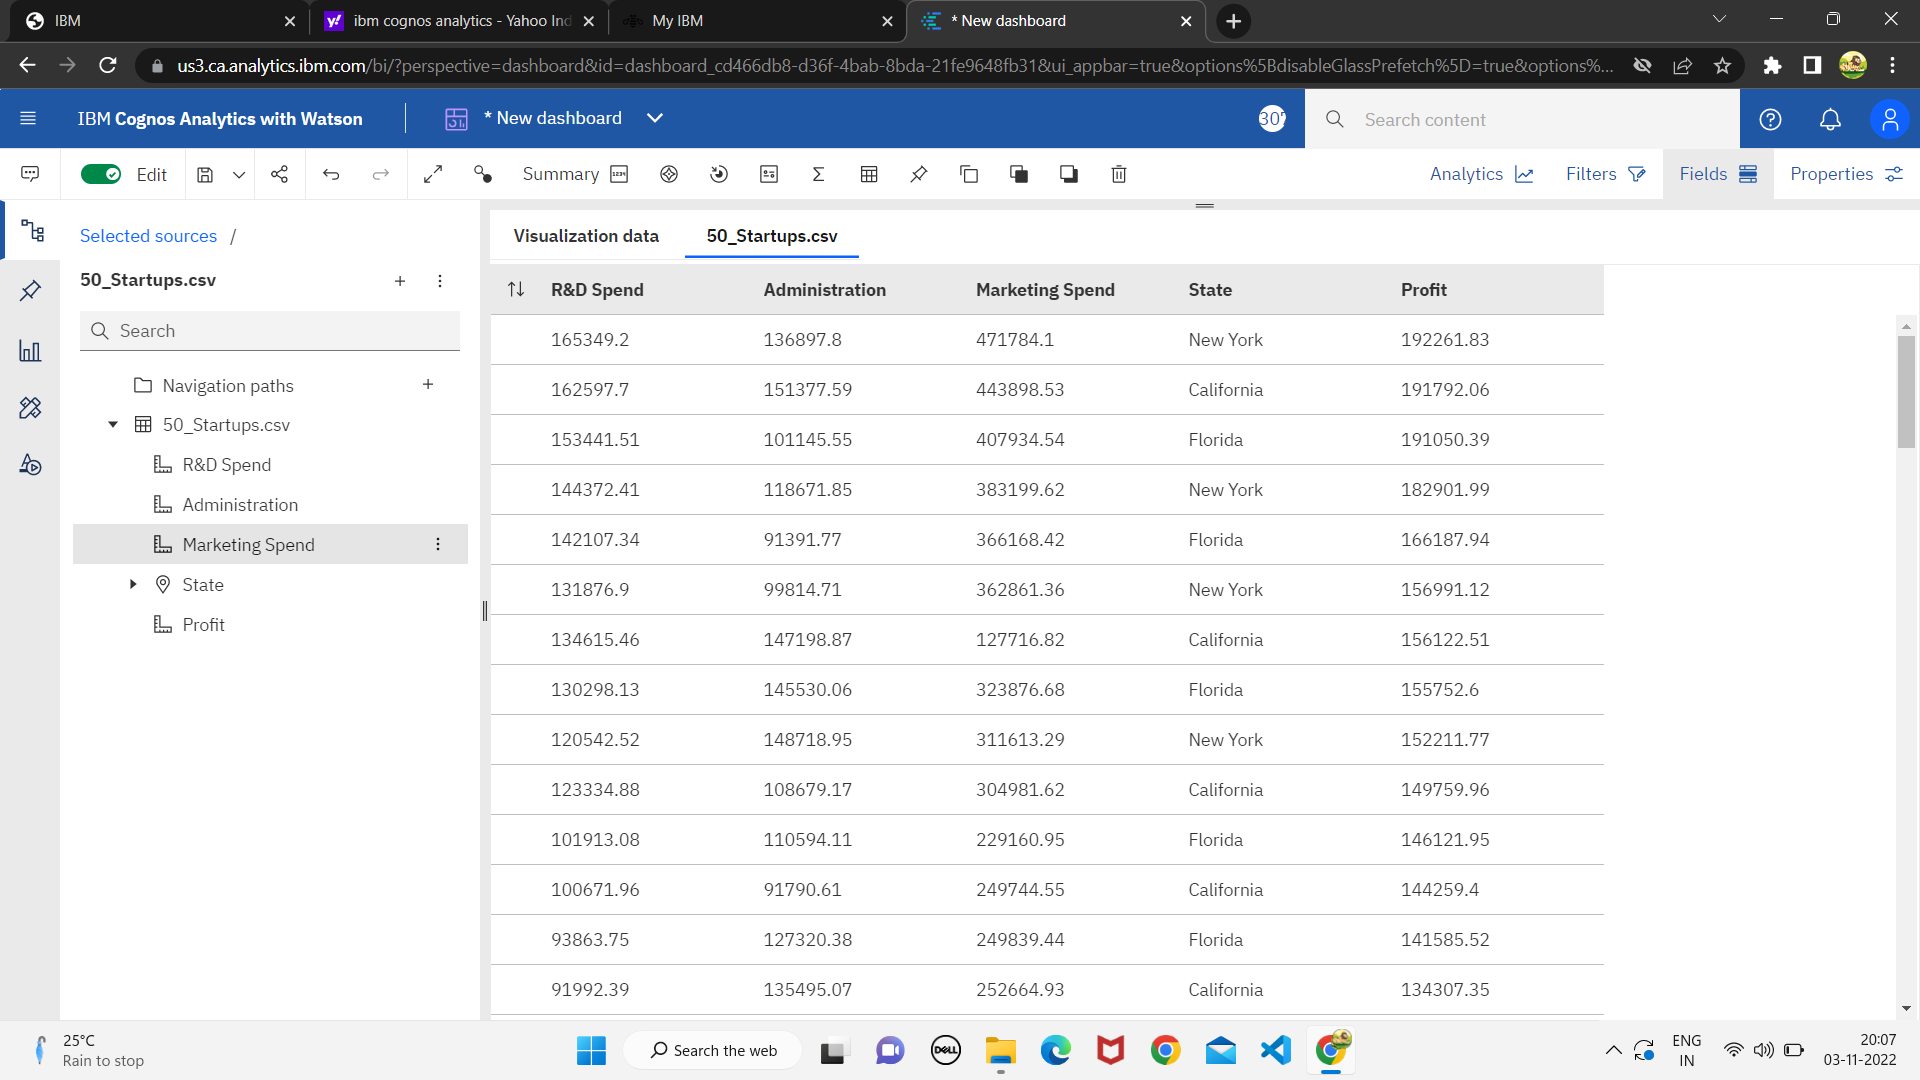 IBM
ibm cognos analytics - Yahoo Ind
My IBM
* New dashboard
us3.ca.analytics.ibm.com/bi/?perspective=dashboard&id=dashboard_cd466db8-d36f-4bab-8bda-21fe9648fb31&ui_appbar=true&options%5BdisableGlassPrefetch%5D=true&options%...
IBM Cognos Analytics with Watson
* New dashboard
307
Search content
Edit
Summary
Analytics
Filters
Fields
Properties
Selected sources /
50_Startups.csv
Search
Navigation paths
50_Startups.csv
R&D Spend
Administration
Marketing Spend
State
Profit
Visualization data 50_Startups.csv
R&D Spend Administration Marketing Spend State Profit
165349.2 136897.8 471784.1 New York 192261.83
162597.7 151377.59 443898.53 California 191792.06
153441.51 101145.55 407934.54 Florida 191050.39
144372.41 118671.85 383199.62 New York 182901.99
142107.34 91391.77 366168.42 Florida 166187.94
131876.9 99814.71 362861.36 New York 156991.12
134615.46 147198.87 127716.82 California 156122.51
130298.13 145530.06 323876.68 Florida 155752.6
120542.52 148718.95 311613.29 New York 152211.77
123334.88 108679.17 304981.62 California 149759.96
101913.08 110594.11 229160.95 Florida 146121.95
100671.96 91790.61 249744.55 California 144259.4
93863.75 127320.38 249839.44 Florida 141585.52
91992.39 135495.07 252664.93 California 134307.35
25°C
Rain to stop
Search the web
DELL
ENG
IN
20:07
03-11-2022